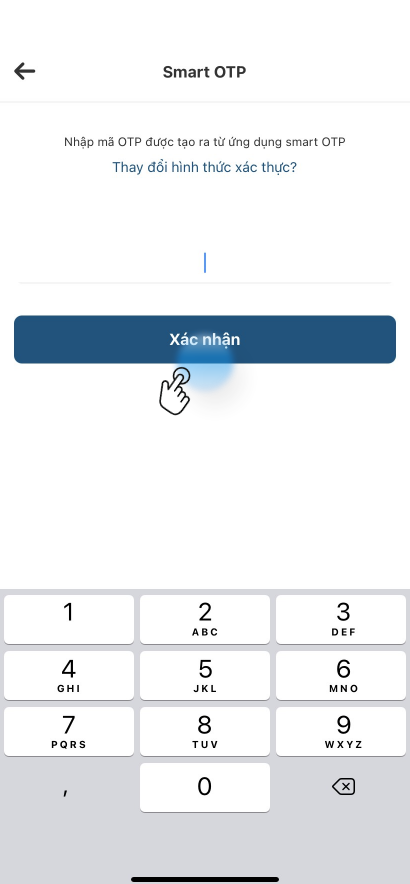 Smart OTP
Nhập mã OTP được tạo ra từ ứng dụng smart OTP
Thay đổi hình thức xác thực?
Xác nhận
1
2
ABC
3
DEF
4
GHI
5
JKL
6
MNO
7
PQRS
8
TUV
9
WXYZ
,
0